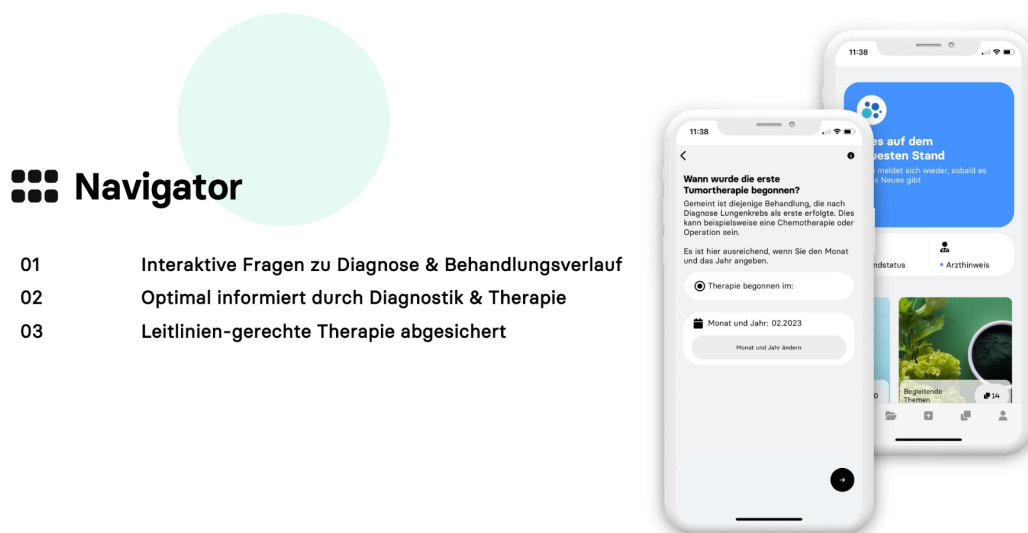 Navigator
01 Interaktive Fragen zu Diagnose & Behandlungsverlauf
02 Optimal informiert durch Diagnostik & Therapie
03 Leitlinien-gerechte Therapie abgesichert
11:38
Wann wurde die erste
Tumortherapie begonnen?
Gemeint ist diejenige Behandlung, die nach
Diagnose Lungenkrebs als erste erfolgte. Dies
kann beispielsweise eine Chemotherapie oder
Operation sein.
Es ist hier ausreichend, wenn Sie den Monat
und das Jahr angeben.
Therapie begonnen im:
Monat und Jahr: 02.2023
Monat und Jahr ändern
11:38
es auf dem
uesten Stand
meldet sich wieder, sobald es
s Neues gibt
ndstatus
• Arzthinweis
0
Begleitende
Themen
14